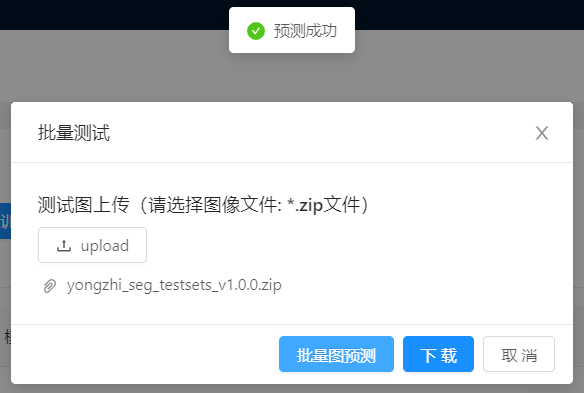 预测成功
批量测试
测试图上传（请选择图像文件: *.zip文件）
upload
yongzhi_seg_testsets_v1.0.0.zip
批量图预测 下 载 取 消